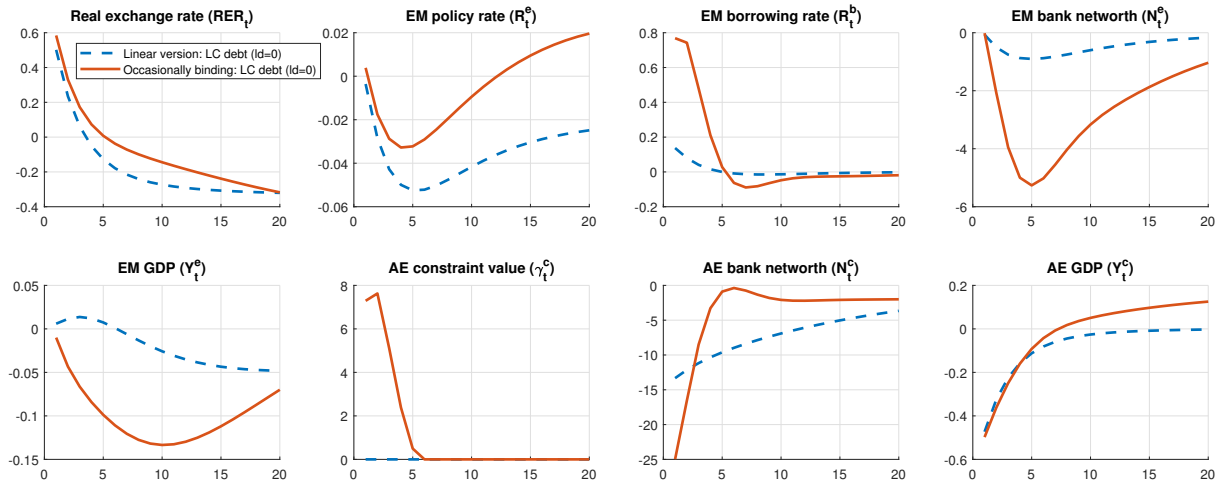 Real exchange rate (RER_t)
EM policy rate (R_t^e)
EM borrowing rate (R_t^b)
EM bank networth (N_t^e)
0.6
0.4
0.2
0
-0.2
-0.4
0 5 10 15 20
Linear version: LC debt (ld=0)
Occasionally binding: LC debt (ld=0)
0.02
0
-0.02
-0.04
-0.06
0 5 10 15 20
0.8
0.6
0.4
0.2
0
-0.2
0 5 10 15 20
0
-2
-4
-6
0 5 10 15 20
EM GDP (Y_t^e)
AE constraint value (γ_t^c)
AE bank networth (N_t^c)
AE GDP (Y_t^c)
0.05
0
-0.05
-0.1
-0.15
0 5 10 15 20
8
6
4
2
0
0 5 10 15 20
0
-5
-10
-15
-20
-25
0 5 10 15 20
0.2
0
-0.2
-0.4
-0.6
0 5 10 15 20